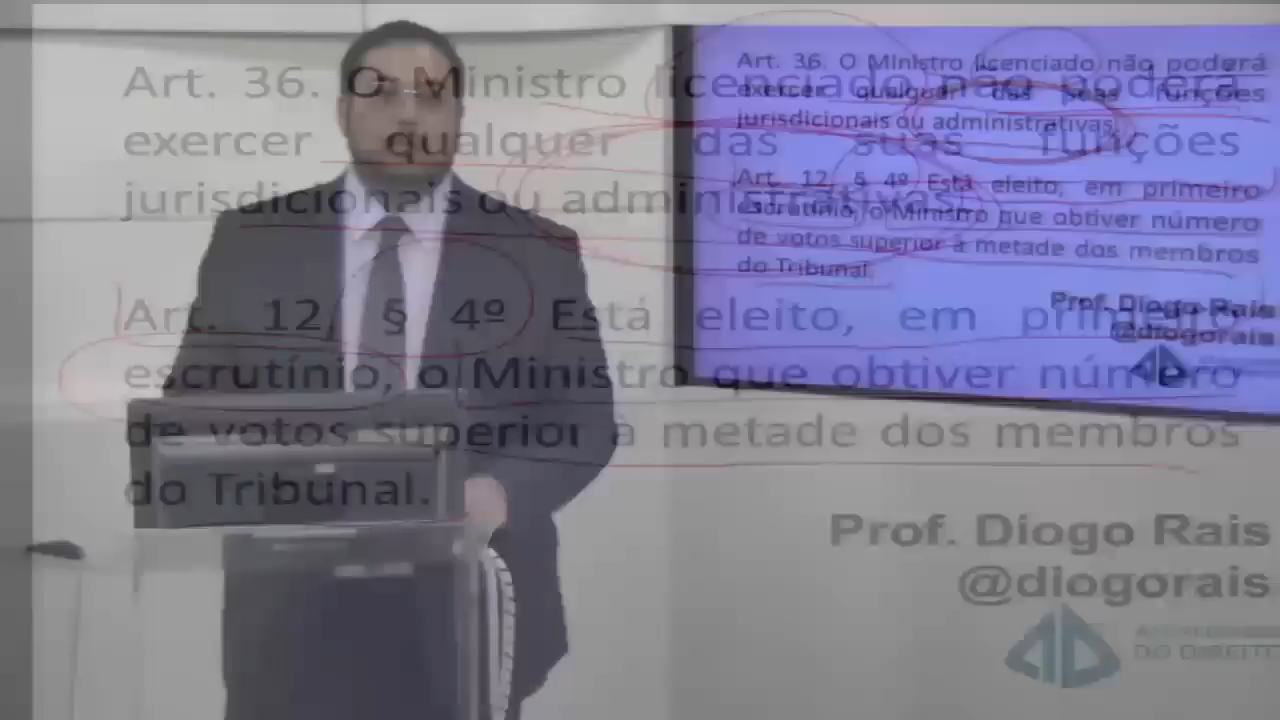 Art. 36. O Ministro licenciado não poderá
exercer qualquer das suas funções
jurisdicionais ou administrativas.
Art. 12, § 4º Está eleito, em primeiro
escrutínio, o Ministro que obtiver número
de votos superior à metade dos membros
do Tribunal.
Prof. Diogo Rais
@diogorais
DO DIREITO
Art. 36. O Ministro licenciado não poderá
exercer qualquer das suas funções
jurisdicionais ou administrativas.
Art. 12, § 4º Está eleito, em primeiro
escrutínio, o Ministro que obtiver número
de votos superior à metade dos membros
do Tribunal.
Prof. Diogo Rais
@diogorais